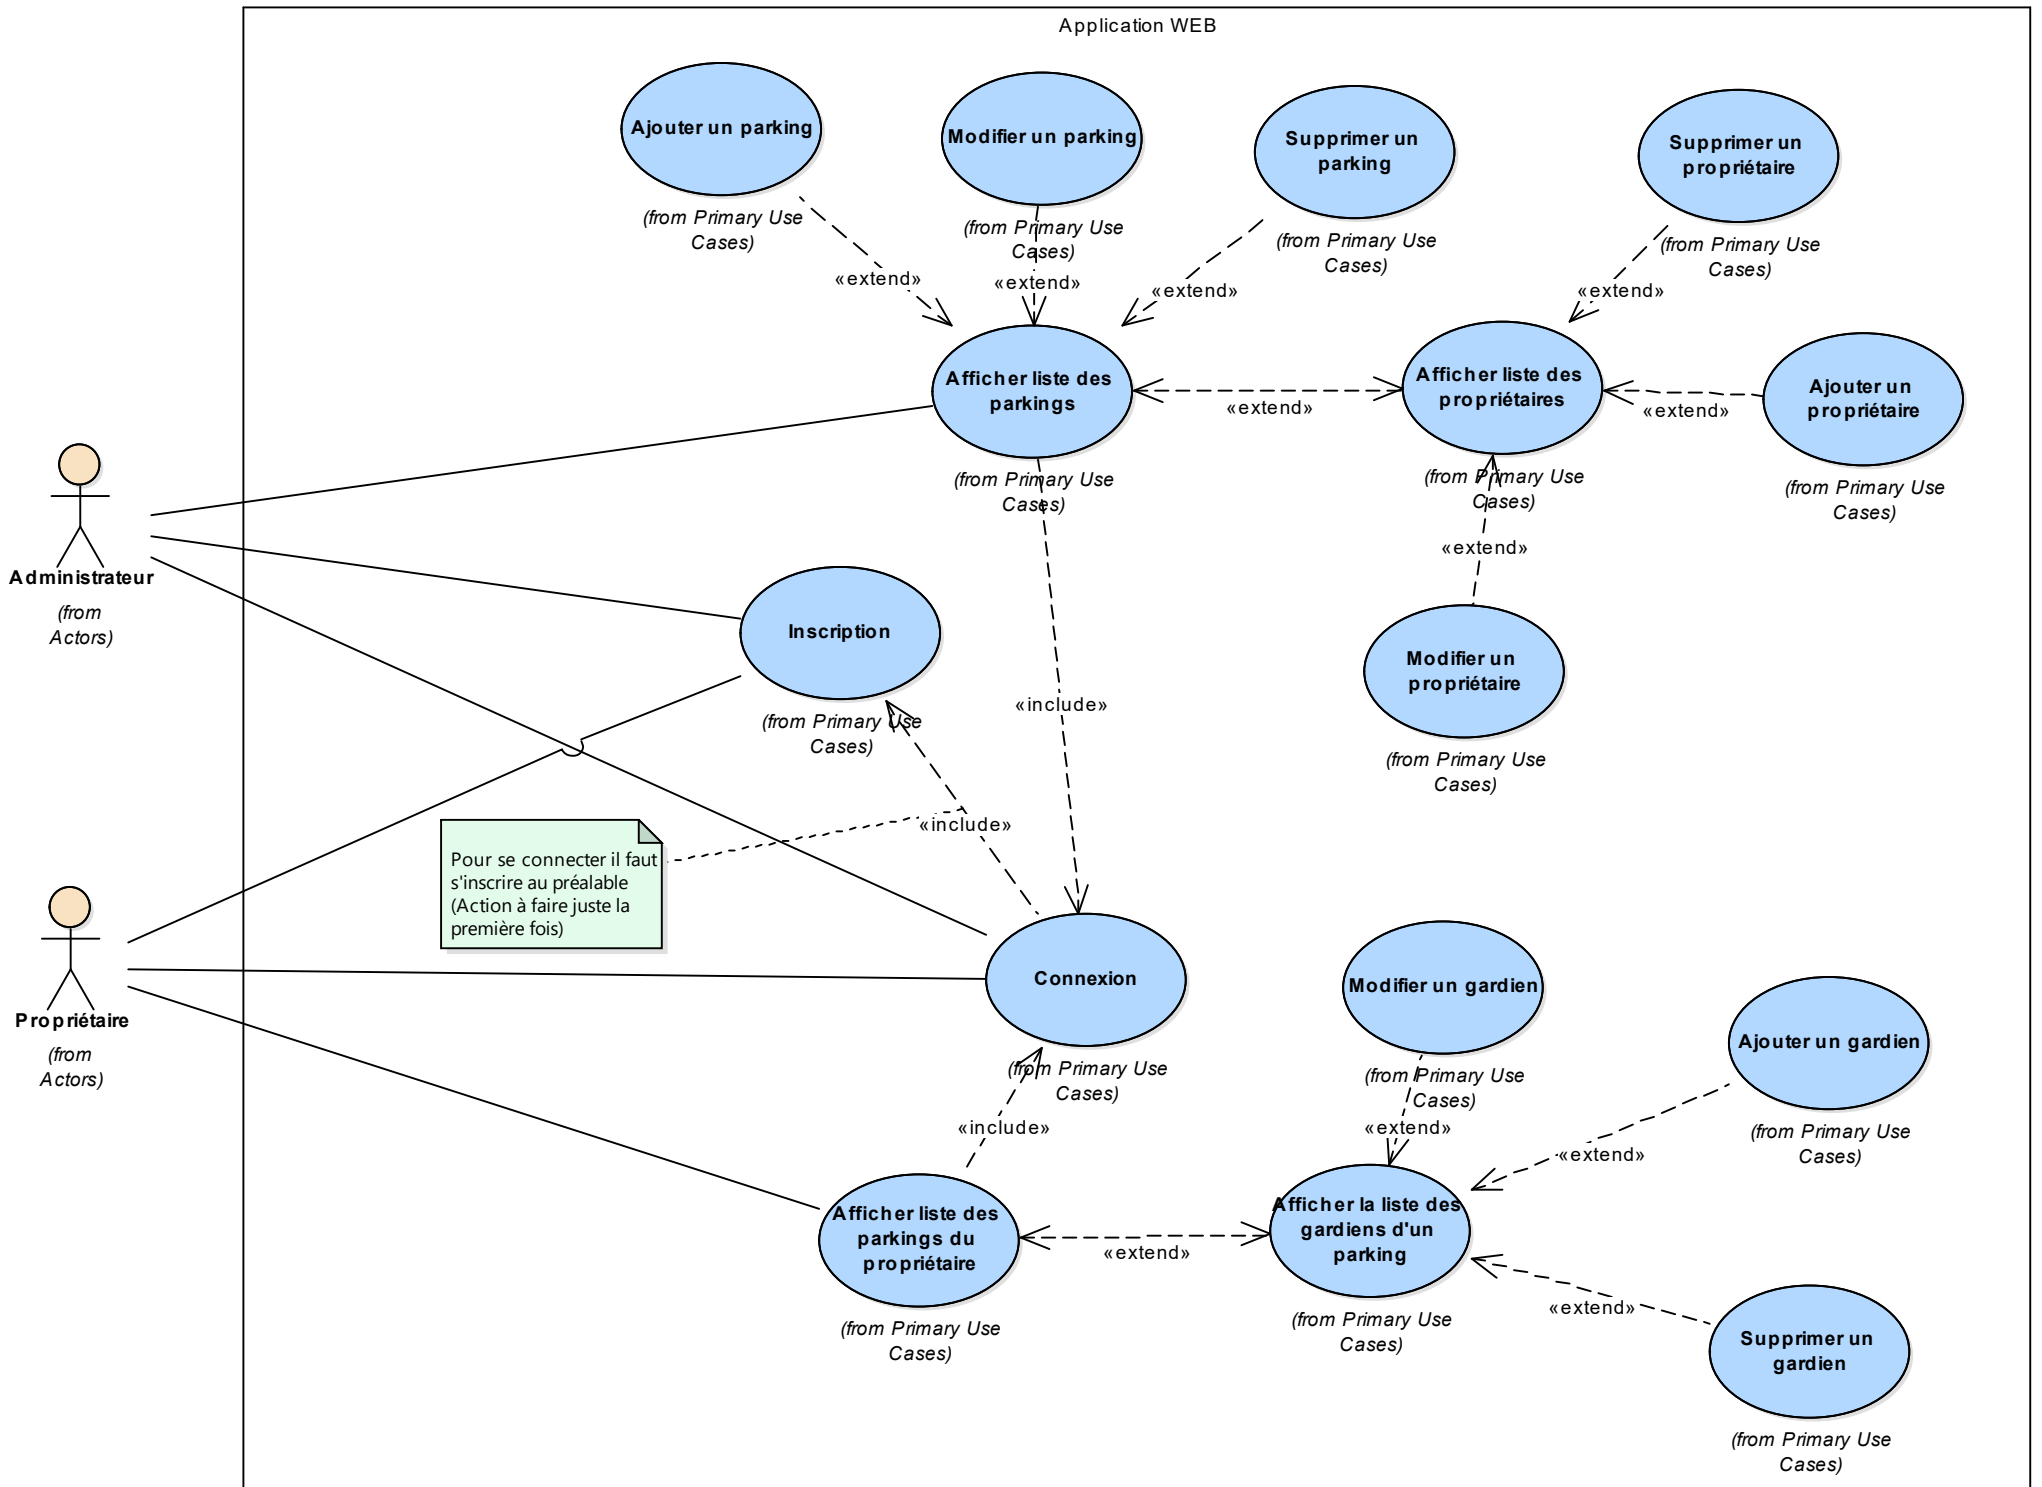 Application WEB
Ajouter un parking
(from Primary Use
Cases)
Modifier un parking
(from Primary Use
Cases)
Supprimer un
parking
(from Primary Use
Cases)
Supprimer un
propriétaire
(from Primary Use
Cases)
«extend»
«extend»
«extend»
«extend»
Afficher liste des
parkings
(from Primary Use
Cases)
«extend»
Afficher liste des
propriétaires
(from Primary Use
Cases)
«extend»
Ajouter un
propriétaire
(from Primary Use
Cases)
«extend»
Modifier un
propriétaire
(from Primary Use
Cases)
Administrateur
(from
Actors)
Inscription
(from Primary Use
Cases)
«include»
«include»
Pour se connecter il faut
s'inscrire au préalable
(Action à faire juste la
première fois)
Propriétaire
(from
Actors)
Connexion
(from Primary Use
Cases)
«include»
Modifier un gardien
(from Primary Use
Cases)
«extend»
Ajouter un gardien
(from Primary Use
Cases)
«extend»
Afficher liste des
parkings du
propriétaire
(from Primary Use
Cases)
«extend»
Afficher la liste des
gardiens d'un
parking
(from Primary Use
Cases)
«extend»
Supprimer un
gardien
(from Primary Use
Cases)